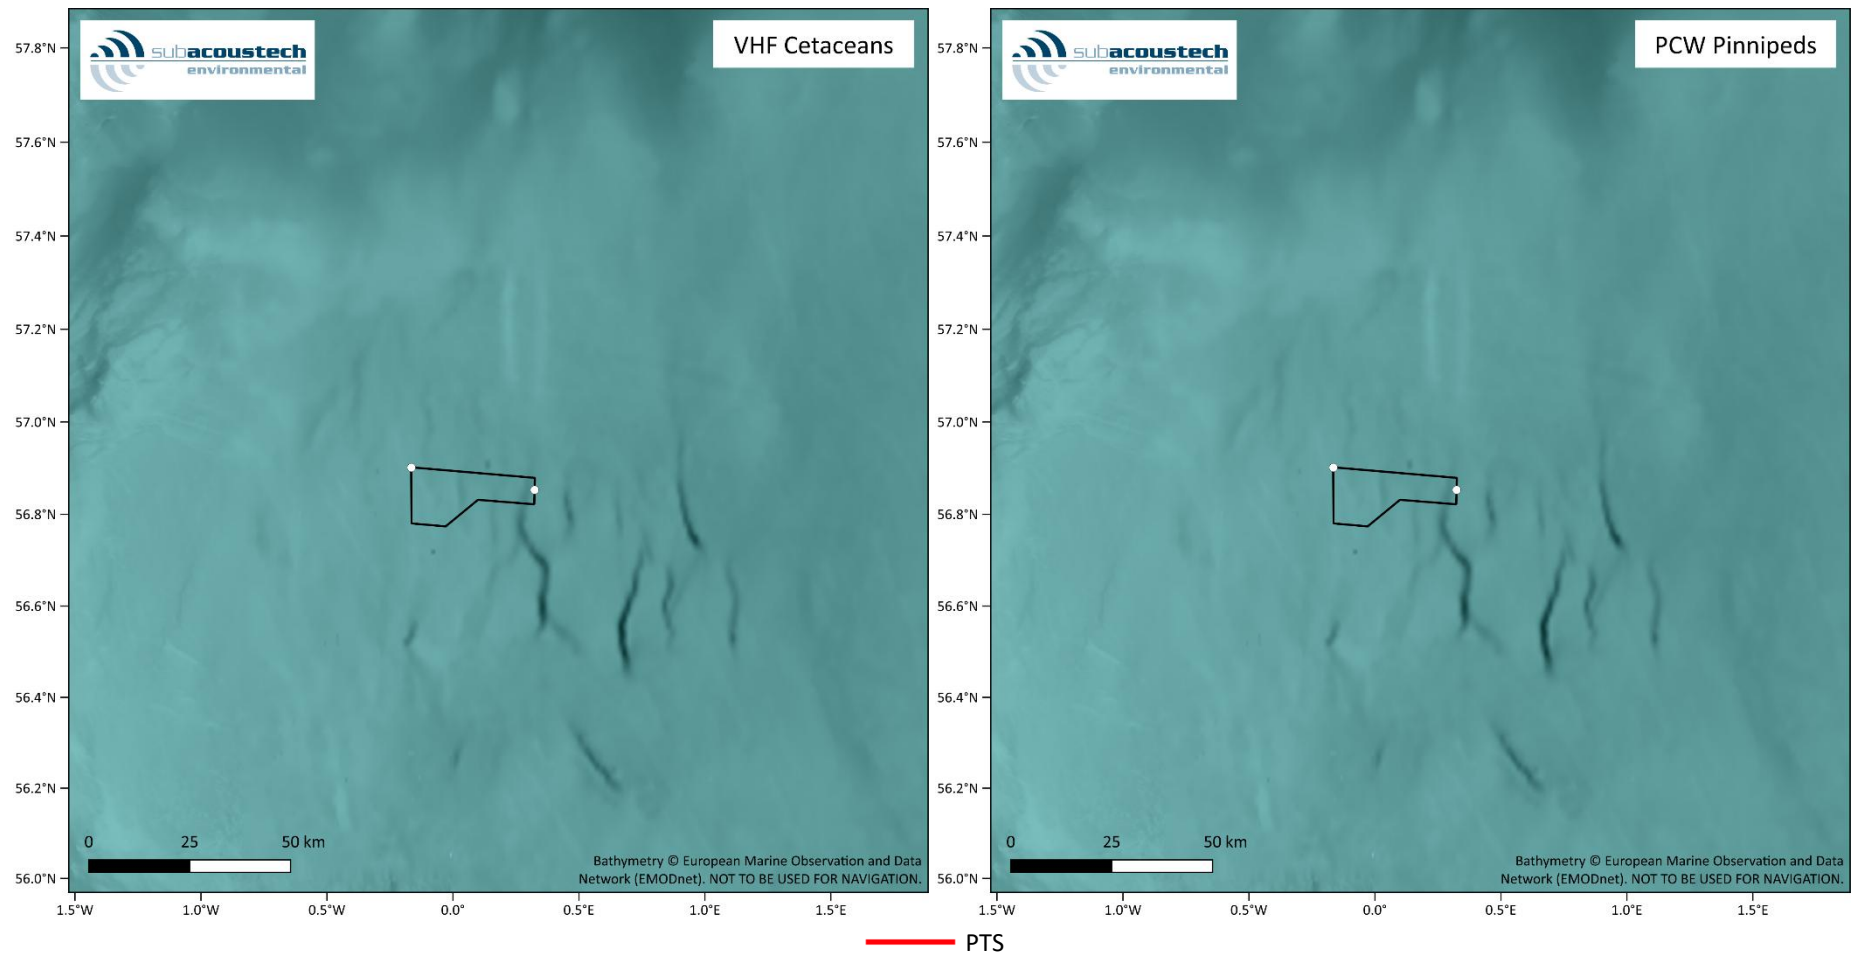 subacoustech
environmental
VHF Cetaceans
57.8°N
57.6°N
57.4°N
57.2°N
57.0°N
56.8°N
56.6°N
56.4°N
56.2°N
56.0°N
0 25 50 km
Bathymetry © European Marine Observation and Data
Network (EMODnet). NOT TO BE USED FOR NAVIGATION.
1.5°W 1.0°W 0.5°W 0.0° 0.5°E 1.0°E 1.5°E
subacoustech
environmental
PCW Pinnipeds
57.8°N
57.6°N
57.4°N
57.2°N
57.0°N
56.8°N
56.6°N
56.4°N
56.2°N
56.0°N
0 25 50 km
Bathymetry © European Marine Observation and Data
Network (EMODnet). NOT TO BE USED FOR NAVIGATION.
1.5°W 1.0°W 0.5°W 0.0° 0.5°E 1.0°E 1.5°E
PTS